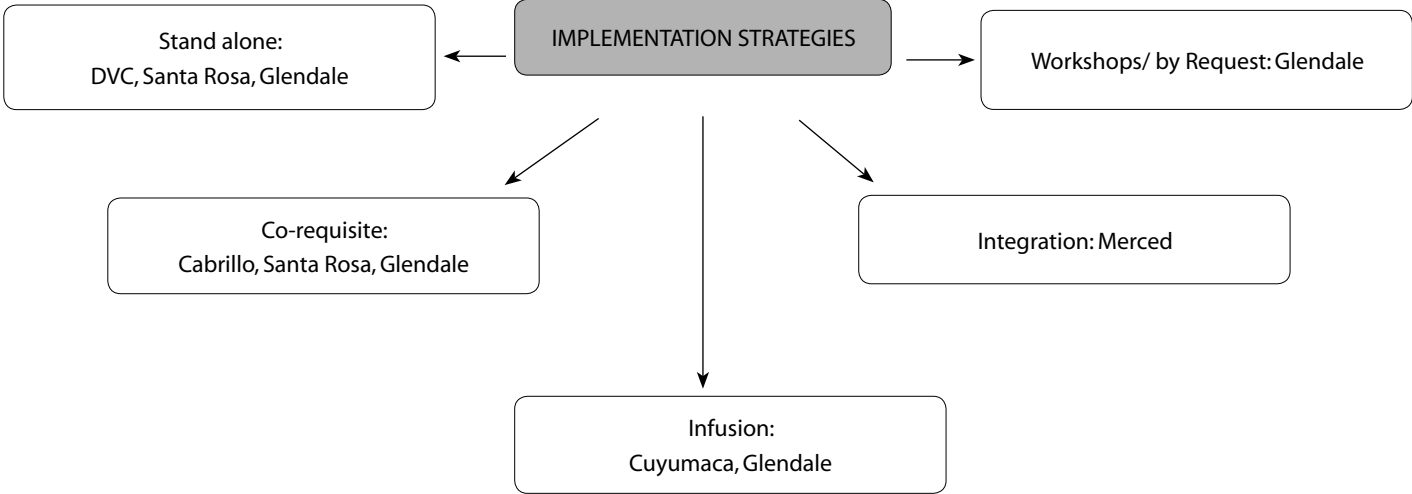 IMPLEMENTATION STRATEGIES
Stand alone:
DVC, Santa Rosa, Glendale
Workshops/ by Request: Glendale
Co-requisite:
Cabrillo, Santa Rosa, Glendale
Integration: Merced
Infusion:
Cuyumaca, Glendale